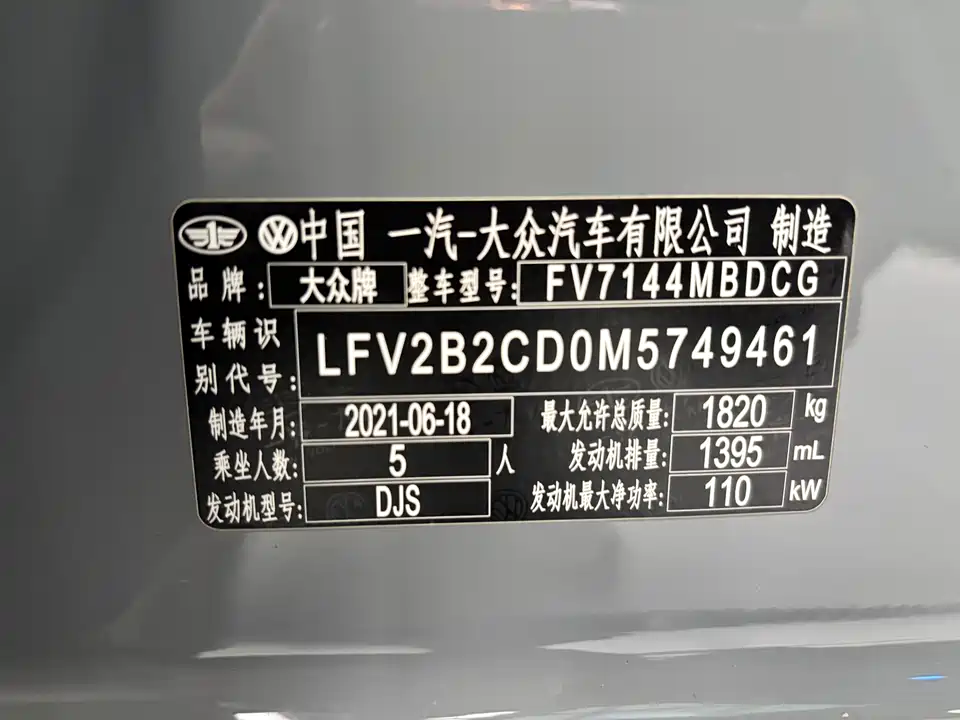 中国 一汽-大众汽车有限公司 制造
品牌: 大众牌 整车型号: FV7144MBDCG
车辆识别代号: LFV2B2CD0M5749461
制造年月: 2021-06-18 最大允许总质量: 1820 kg
乘坐人数: 5 人 发动机排量: 1395 mL
发动机型号: DJS 发动机最大净功率: 110 kW